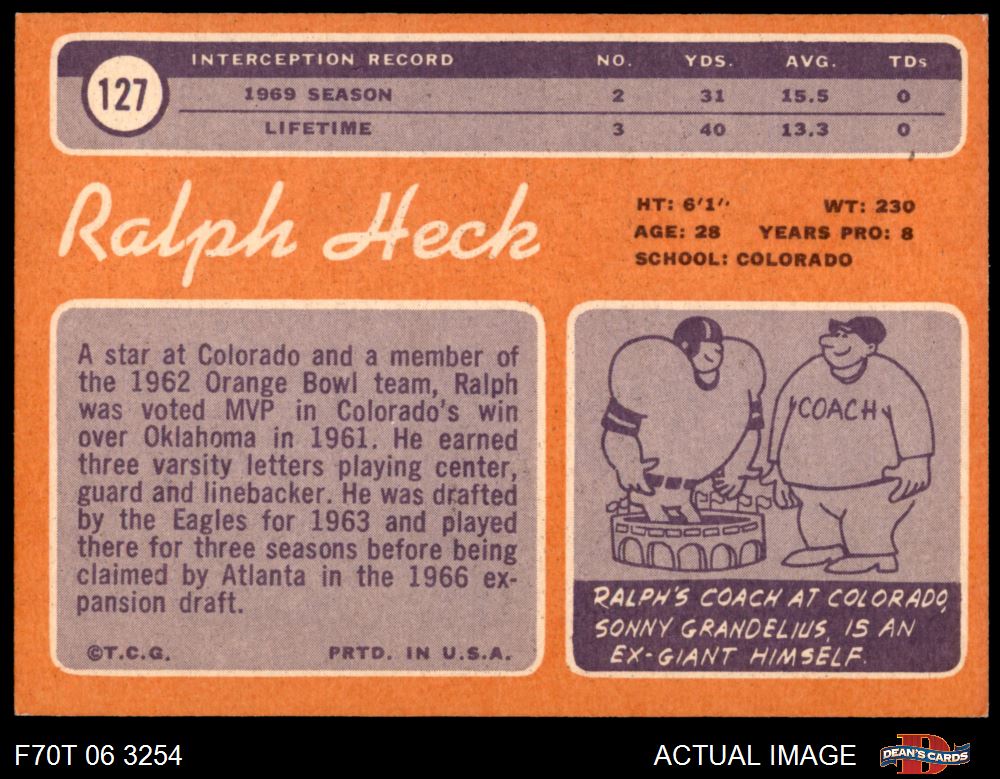 INTERCEPTION RECORD NO. YDS. AVG. TDs
127
1969 SEASON 2 31 15.5 0
LIFETIME 3 40 13.3 0
Ralph Heck
HT: 6'1" WT: 230
AGE: 28 YEARS PRO: 8
SCHOOL: COLORADO
A star at Colorado and a member of
the 1962 Orange Bowl team, Ralph
was voted MVP in Colorado's win
over Oklahoma in 1961. He earned
three varsity letters playing center,
guard and linebacker. He was drafted
by the Eagles for 1963 and played
there for three seasons before being
claimed by Atlanta in the 1966 ex-
pansion draft.
©T.C.G. PRTD. IN U.S.A.
COACH
RALPH'S COACH AT COLORADO,
SONNY GRANDELIUS, IS AN
EX-GIANT HIMSELF.
F70T 06 3254
ACTUAL IMAGE
D
DEAN'S CARDS